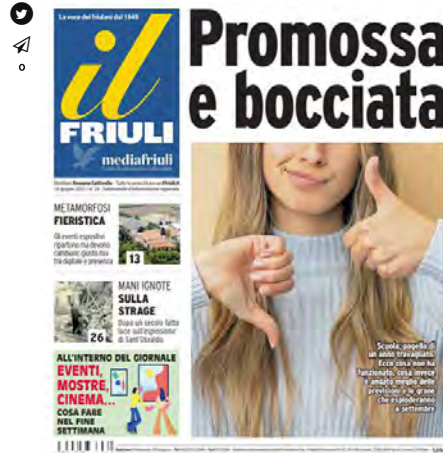 0
La voce dei friulani dal 1849
il
FRIULI
mediafriuli
Promossa
e bocciata
METAMORFOSI
FIERISTICA
Gli eventi espositivi
ripartono ma devono
cambiare: giusto mix
tra digitale e presenza
13
MANI IGNOTE
SULLA
STRAGE
Dopo un secolo fatta
luce sull'esplosione
di Sant'Osvaldo
26
ALL'INTERNO DEL GIORNALE
EVENTI,
MOSTRE,
CINEMA...
COSA FARE
NEL FINE
SETTIMANA
Scuola: pagella di
un anno travagliato.
Ecco cosa non ha
funzionato, cosa invece
è andato meglio delle
previsioni e le grane
che esploderanno
a settembre